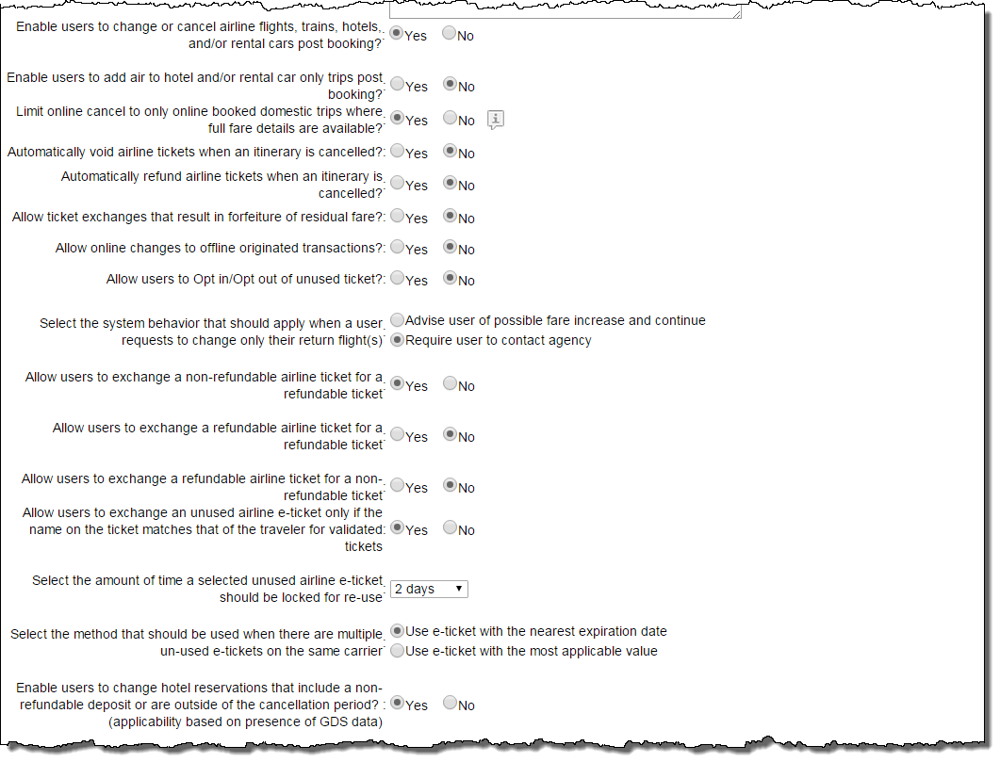 Enable users to change or cancel airline flights, trains, hotels,
and/or rental cars post booking?: Yes No
Enable users to add air to hotel and/or rental car only trips post
booking?: Yes No
Limit online cancel to only online booked domestic trips where
full fare details are available?: Yes No i
Automatically void airline tickets when an itinerary is cancelled?: Yes No
Automatically refund airline tickets when an itinerary is
cancelled?: Yes No
Allow ticket exchanges that result in forfeiture of residual fare?: Yes No
Allow online changes to offline originated transactions?: Yes No
Allow users to Opt in/Opt out of unused ticket?: Yes No
Select the system behavior that should apply when a user
requests to change only their return flight(s):
Advise user of possible fare increase and continue
Require user to contact agency
Allow users to exchange a non-refundable airline ticket for a
refundable ticket: Yes No
Allow users to exchange a refundable airline ticket for a
refundable ticket: Yes No
Allow users to exchange a refundable airline ticket for a non-
refundable ticket: Yes No
Allow users to exchange an unused airline e-ticket only if the
name on the ticket matches that of the traveler for validated: Yes No
tickets
Select the amount of time a selected unused airline e-ticket
should be locked for re-use: 2 days
Select the method that should be used when there are multiple
un-used e-tickets on the same carrier:
Use e-ticket with the nearest expiration date
Use e-ticket with the most applicable value
Enable users to change hotel reservations that include a non-
refundable deposit or are outside of the cancellation period? : Yes No
(applicability based on presence of GDS data)